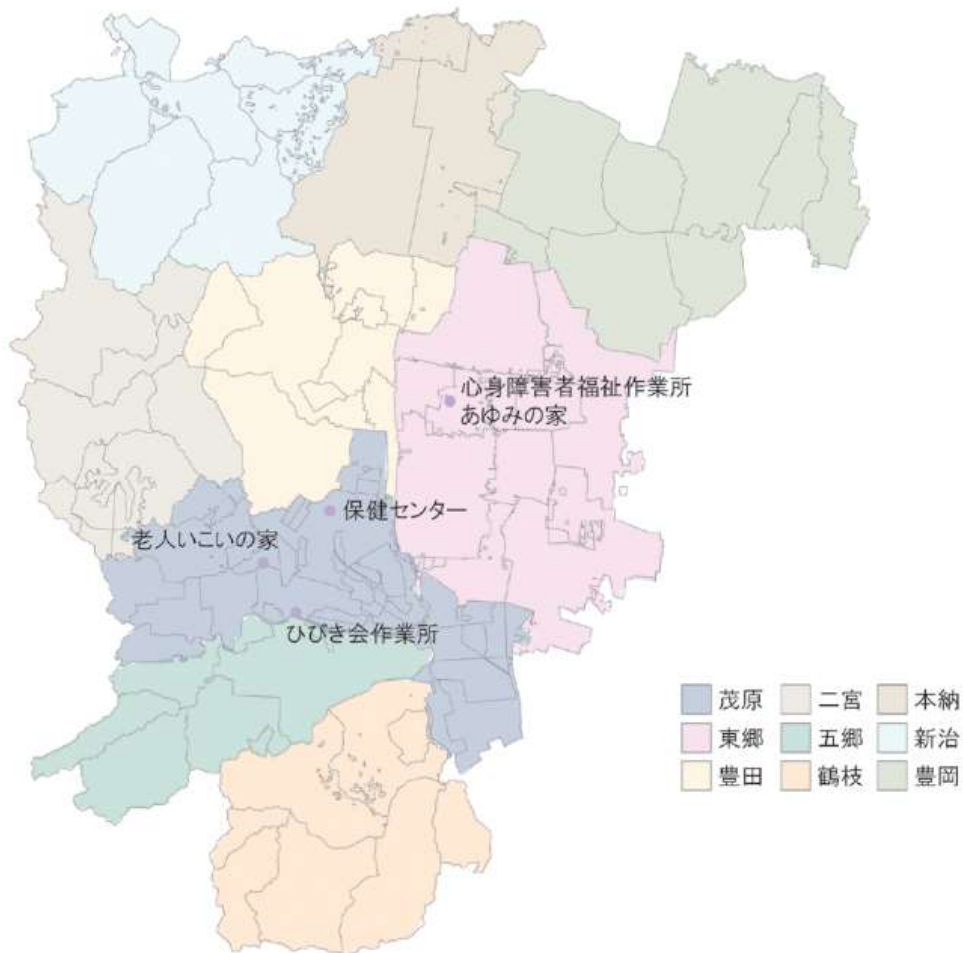 心身障害者福祉作業所
あゆみの家
保健センター
老人いこいの家
ひびき会作業所
茂原 二宮 本納
東郷 五郷 新治
豊田 鶴枝 豊岡